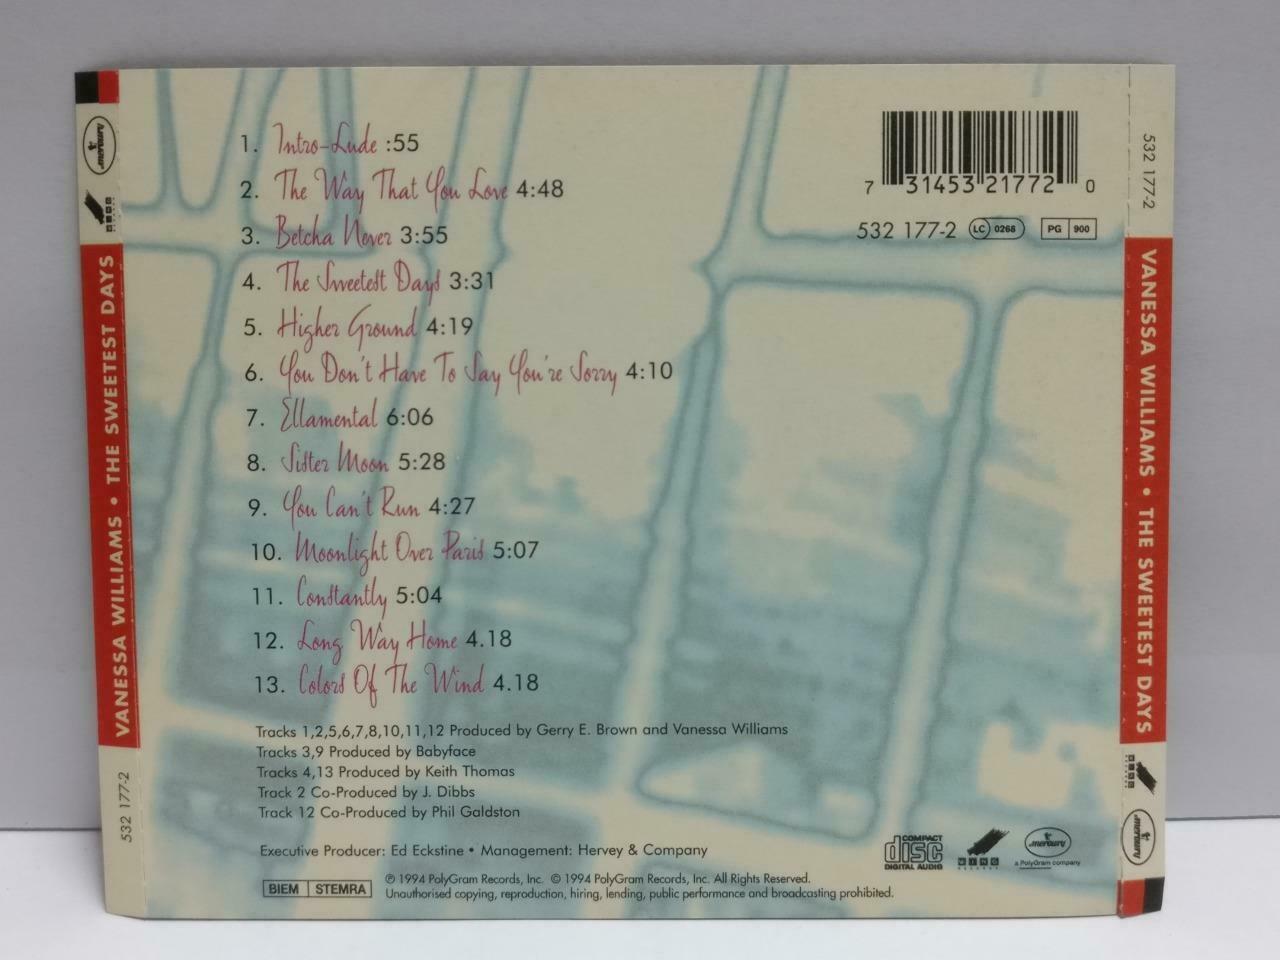 1. Intro-Lude :55
2. The Way That You Love 4:48
3. Betcha Never 3:55
4. The Sweetest Days 3:31
5. Higher Ground 4:19
6. You Don't Have To Say You're Sorry 4:10
7. Ellamental 6:06
8. Sister Moon 5:28
9. You Can't Run 4:27
10. Moonlight Over Paris 5:07
11. Constantly 5:04
12. Long Way Home 4.18
13. Colors Of The Wind 4.18
Tracks 1,2,5,6,7,8,10,11,12 Produced by Gerry E. Brown and Vanessa Williams
Tracks 3,9 Produced by Babyface
Tracks 4,13 Produced by Keith Thomas
Track 2 Co-Produced by J. Dibbs
Track 12 Co-Produced by Phil Galdston
Executive Producer: Ed Eckstine • Management: Hervey & Company
BIEM STEMRA
℗ 1994 PolyGram Records, Inc. © 1994 PolyGram Records, Inc. All Rights Reserved.
Unauthorised copying, reproduction, hiring, lending, public performance and broadcasting prohibited.
7 31453 21772 0
532 177-2 LC 0268 PG 900
COMPACT
disc
DIGITAL AUDIO
WING
RECORDS
mercury
a PolyGram company
mercury
WING
VANESSA WILLIAMS • THE SWEETEST DAYS
532 177-2
532 177-2
VANESSA WILLIAMS • THE SWEETEST DAYS
WING
mercury